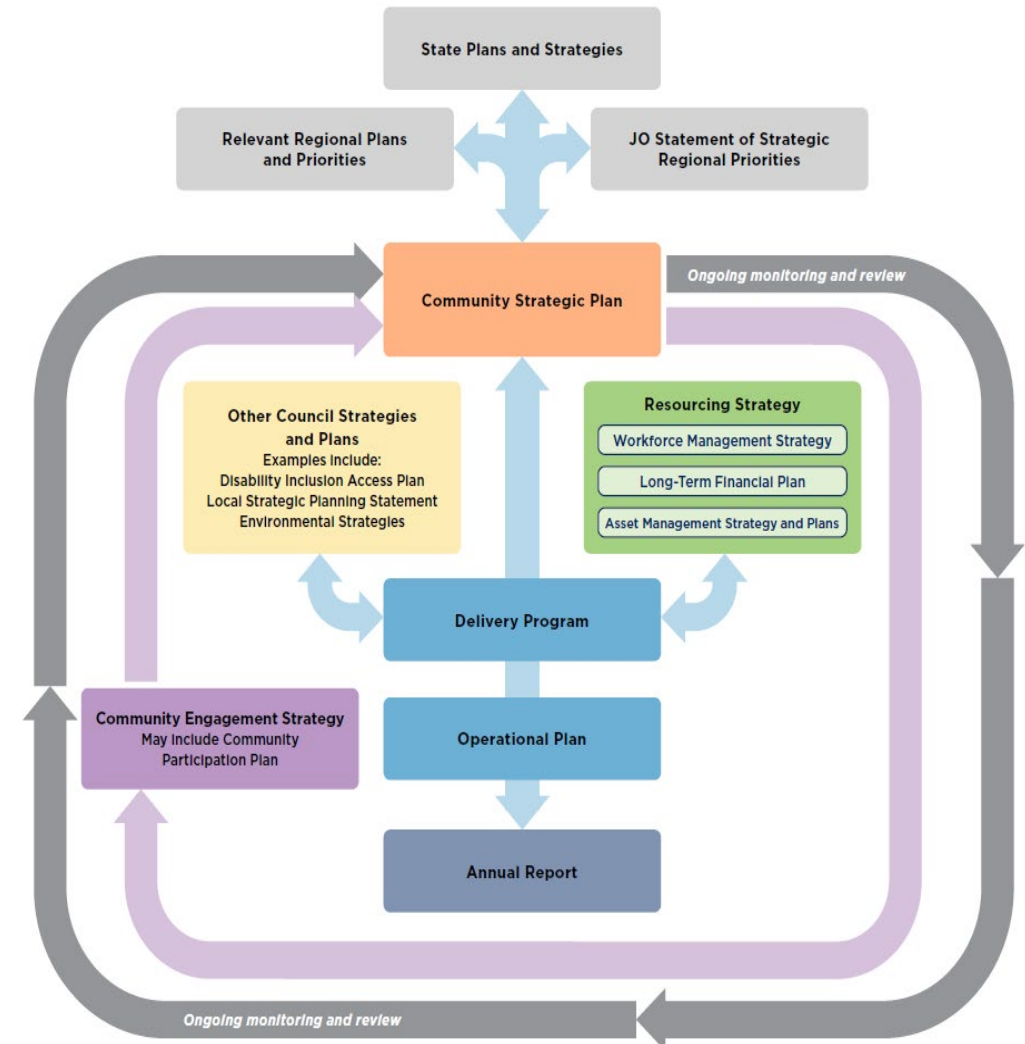 State Plans and Strategies
Relevant Regional Plans
and Priorities
JO Statement of Strategic
Regional Priorities
Community Strategic Plan
Ongoing monitoring and review
Other Council Strategies
and Plans
Examples include:
Disability Inclusion Access Plan
Local Strategic Planning Statement
Environmental Strategies
Resourcing Strategy
Workforce Management Strategy
Long-Term Financial Plan
Asset Management Strategy and Plans
Delivery Program
Community Engagement Strategy
May include Community
Participation Plan
Operational Plan
Annual Report
Ongoing monitoring and review